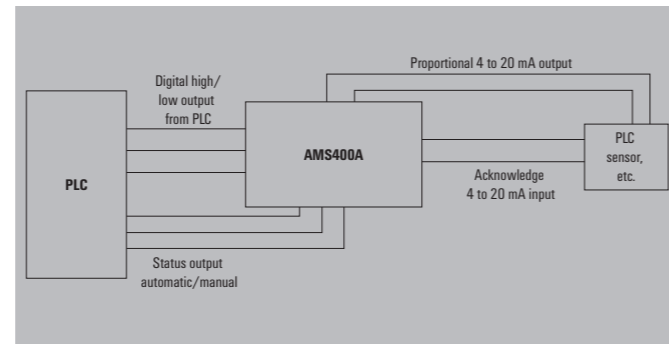 Proportional 4 to 20 mA output
Digital high/
low output
from PLC
PLC
AMS400A
PLC
sensor,
etc.
Acknowledge
4 to 20 mA input
Status output
automatic/manual